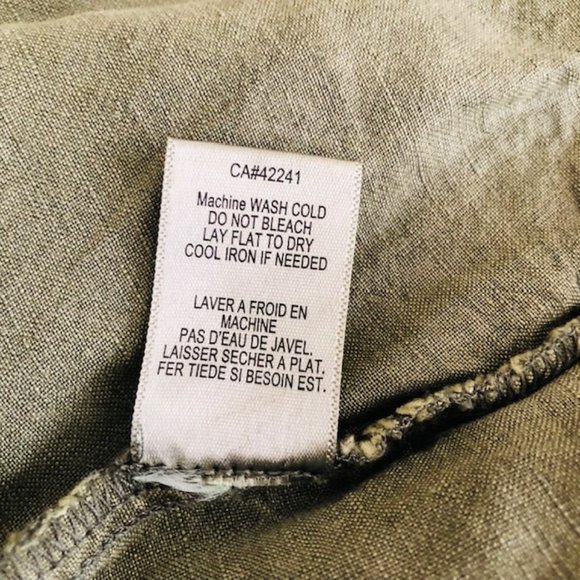 CA#42241
Machine WASH COLD
DO NOT BLEACH
LAY FLAT TO DRY
COOL IRON IF NEEDED
LAVER A FROID EN
MACHINE
PAS D'EAU DE JAVEL.
LAISSER SECHER A PLAT.
FER TIEDE SI BESOIN EST.